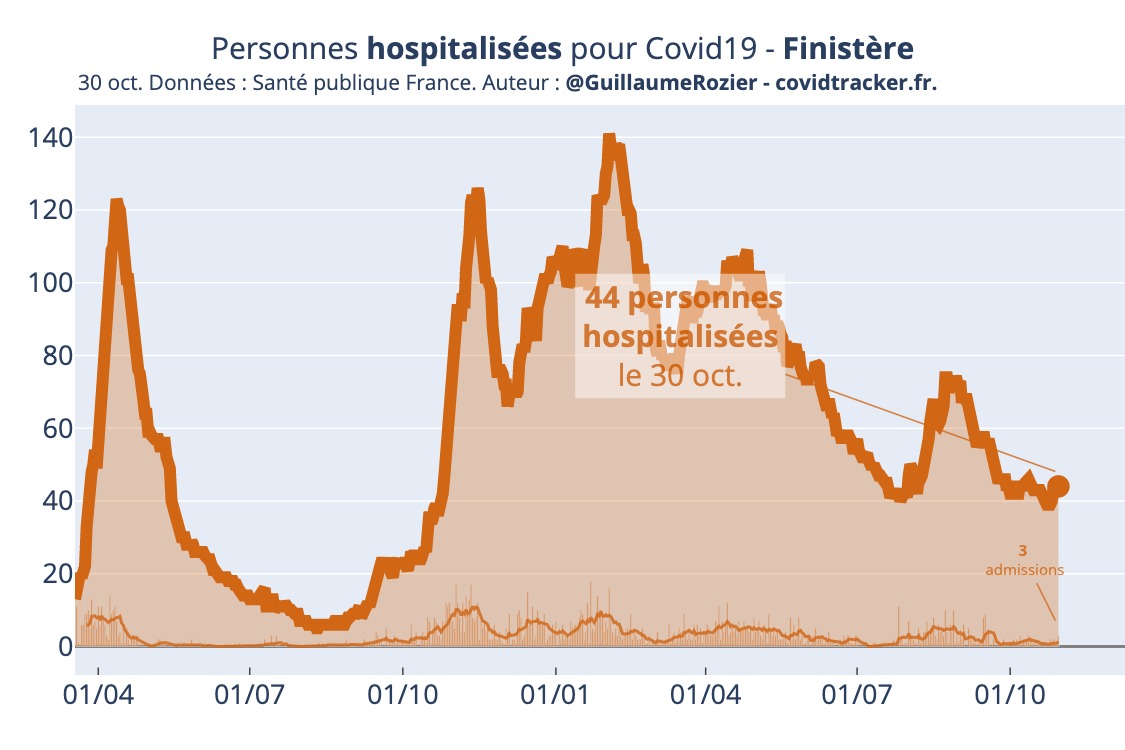 Personnes hospitalisées pour Covid19 - Finistère
30 oct. Données : Santé publique France. Auteur : @GuillaumeRozier - covidtracker.fr.
140
120
100
80
60
40
20
0
44 personnes
hospitalisées
le 30 oct.
3
admissions
01/04 01/07 01/10 01/01 01/04 01/07 01/10